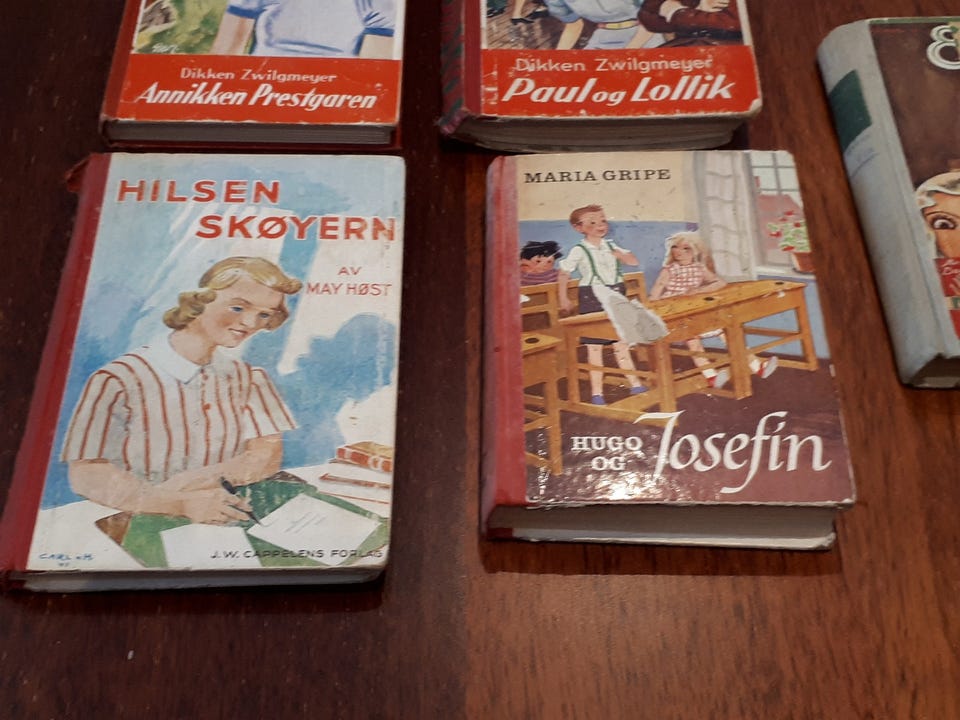 Dikken Zwilgmeyer
Annikken Prestgaren
Dikken Zwilgmeyer
Paul og Lollik
HILSEN
SKØYERN
AV
MAY HØST
J.W. CAPPELENS FORLAG
MARIA GRIPE
HUGO
OG
Josefin